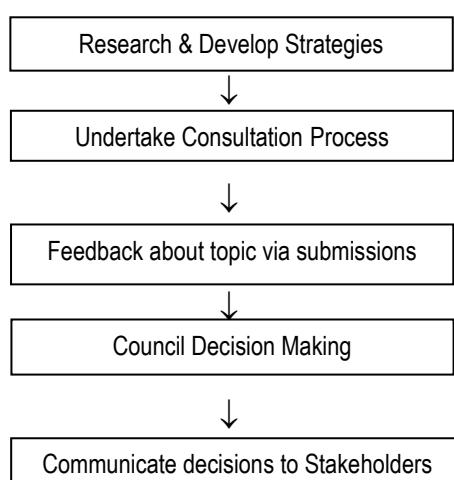 Research & Develop Strategies
Undertake Consultation Process
Feedback about topic via submissions
Council Decision Making
Communicate decisions to Stakeholders